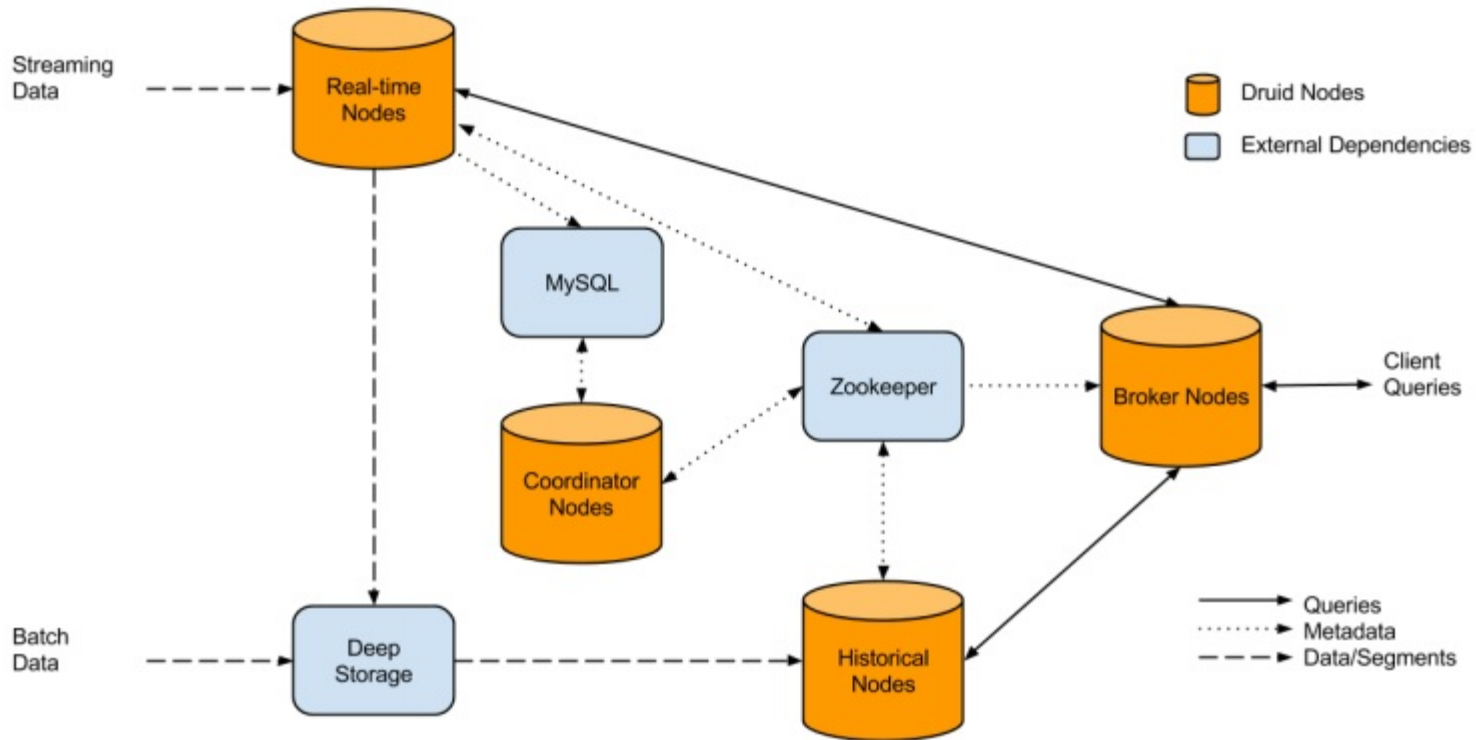 Streaming
Data
Real-time
Nodes
Druid Nodes
External Dependencies
MySQL
Zookeeper
Broker Nodes
Client
Queries
Coordinator
Nodes
Batch
Data
Deep
Storage
Historical
Nodes
Queries
Metadata
Data/Segments